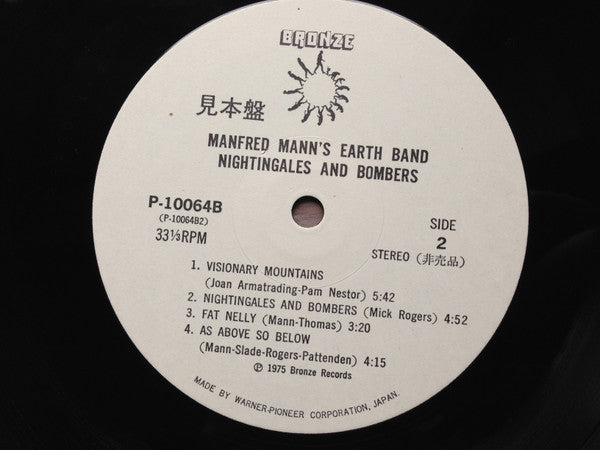 BRONZE
見本盤
MANFRED MANN'S EARTH BAND
NIGHTINGALES AND BOMBERS
P-10064B
(P-10064B2)
33⅓RPM
SIDE
2
STEREO (非売品)
1. VISIONARY MOUNTAINS
(Joan Armatrading-Pam Nestor) 5:42
2. NIGHTINGALES AND BOMBERS (Mick Rogers) 4:52
3. FAT NELLY (Mann-Thomas) 3:20
4. AS ABOVE SO BELOW
(Mann-Slade-Rogers-Pattenden) 4:15
℗ 1975 Bronze Records
MADE BY WARNER-PIONEER CORPORATION, JAPAN.